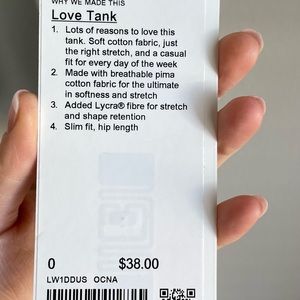 WHY WE MADE THIS
Love Tank
1. Lots of reasons to love this
tank. Soft cotton fabric, just
the right stretch, and a casual
fit for every day of the week
2. Made with breathable pima
cotton fabric for the ultimate
in softness and stretch
3. Added Lycra® fibre for stretch
and shape retention
4. Slim fit, hip length
0 $38.00
LW1DDUS OCNA